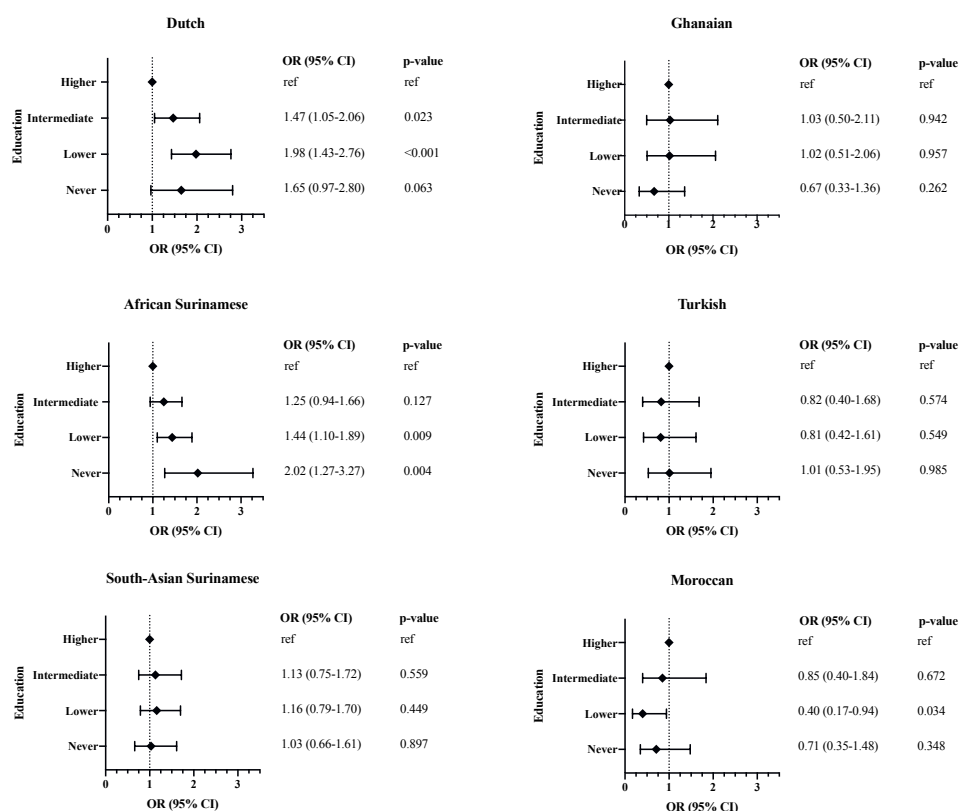 Dutch
OR (95% CI) p-value
Higher ref ref
Intermediate 1.47 (1.05-2.06) 0.023
Lower 1.98 (1.43-2.76) <0.001
Never 1.65 (0.97-2.80) 0.063
Education
0 1 2 3
OR (95% CI)
Ghanaian
OR (95% CI) p-value
Higher ref ref
Intermediate 1.03 (0.50-2.11) 0.942
Lower 1.02 (0.51-2.06) 0.957
Never 0.67 (0.33-1.36) 0.262
Education
0 1 2 3
OR (95% CI)
African Surinamese
OR (95% CI) p-value
Higher ref ref
Intermediate 1.25 (0.94-1.66) 0.127
Lower 1.44 (1.10-1.89) 0.009
Never 2.02 (1.27-3.27) 0.004
Education
0 1 2 3
OR (95% CI)
Turkish
OR (95% CI) p-value
Higher ref ref
Intermediate 0.82 (0.40-1.68) 0.574
Lower 0.81 (0.42-1.61) 0.549
Never 1.01 (0.53-1.95) 0.985
Education
0 1 2 3
OR (95% CI)
South-Asian Surinamese
OR (95% CI) p-value
Higher ref ref
Intermediate 1.13 (0.75-1.72) 0.559
Lower 1.16 (0.79-1.70) 0.449
Never 1.03 (0.66-1.61) 0.897
Education
0 1 2 3
OR (95% CI)
Moroccan
OR (95% CI) p-value
Higher ref ref
Intermediate 0.85 (0.40-1.84) 0.672
Lower 0.40 (0.17-0.94) 0.034
Never 0.71 (0.35-1.48) 0.348
Education
0 1 2 3
OR (95% CI)